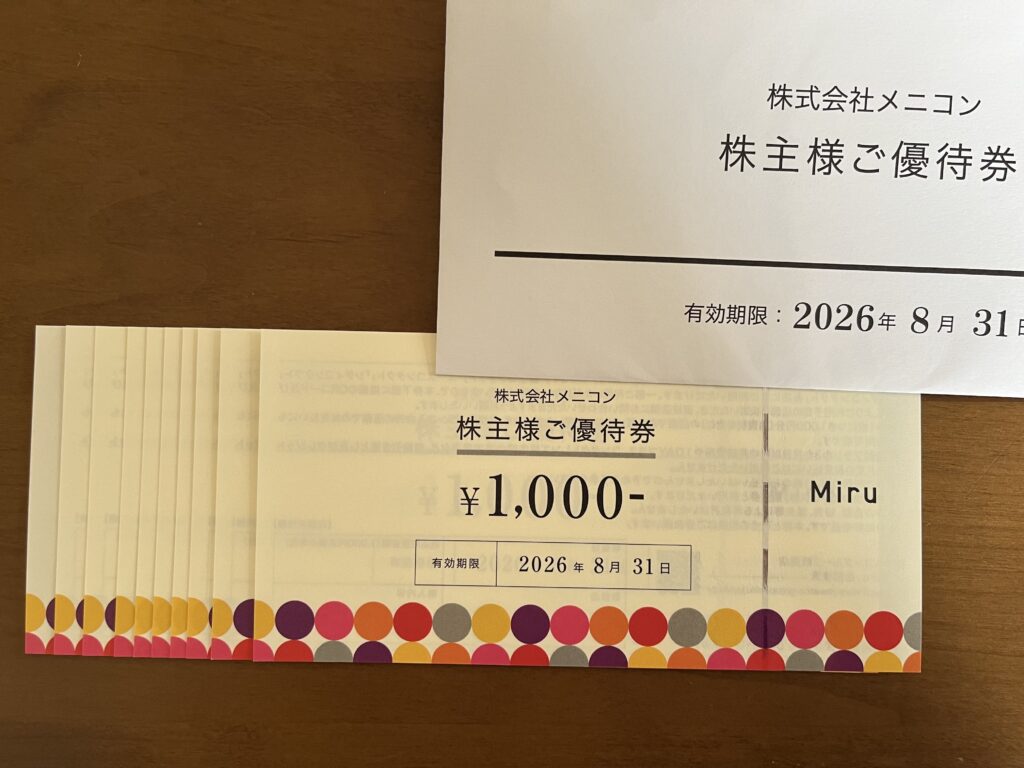 株式会社メニコン
株主様ご優待券
有効期限：2026年 8月 31日
株式会社メニコン
株主様ご優待券
¥1,000-
Miru
有効期限 2026年 8月 31日